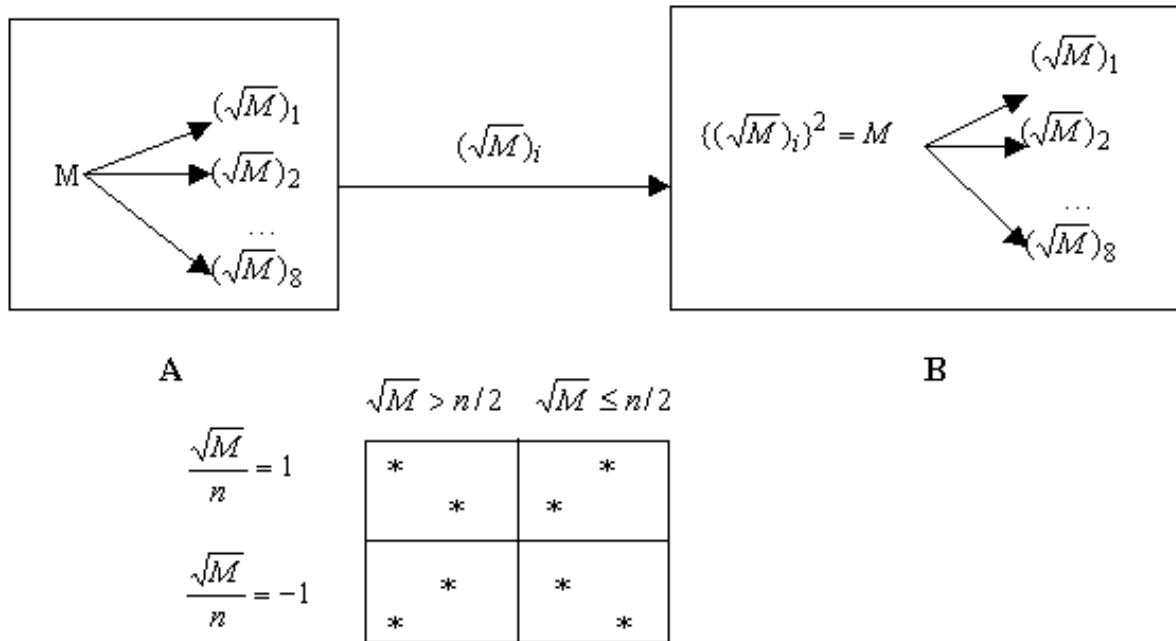 (√M)₁
M (√M)₂
...
(√M)₈
(√M)ᵢ
{((√M)ᵢ)² = M
(√M)₁
(√M)₂
...
(√M)₈
A B
√M > n/2 √M ≤ n/2
√M/n = 1
* *
* *
√M/n = −1
* *
* *